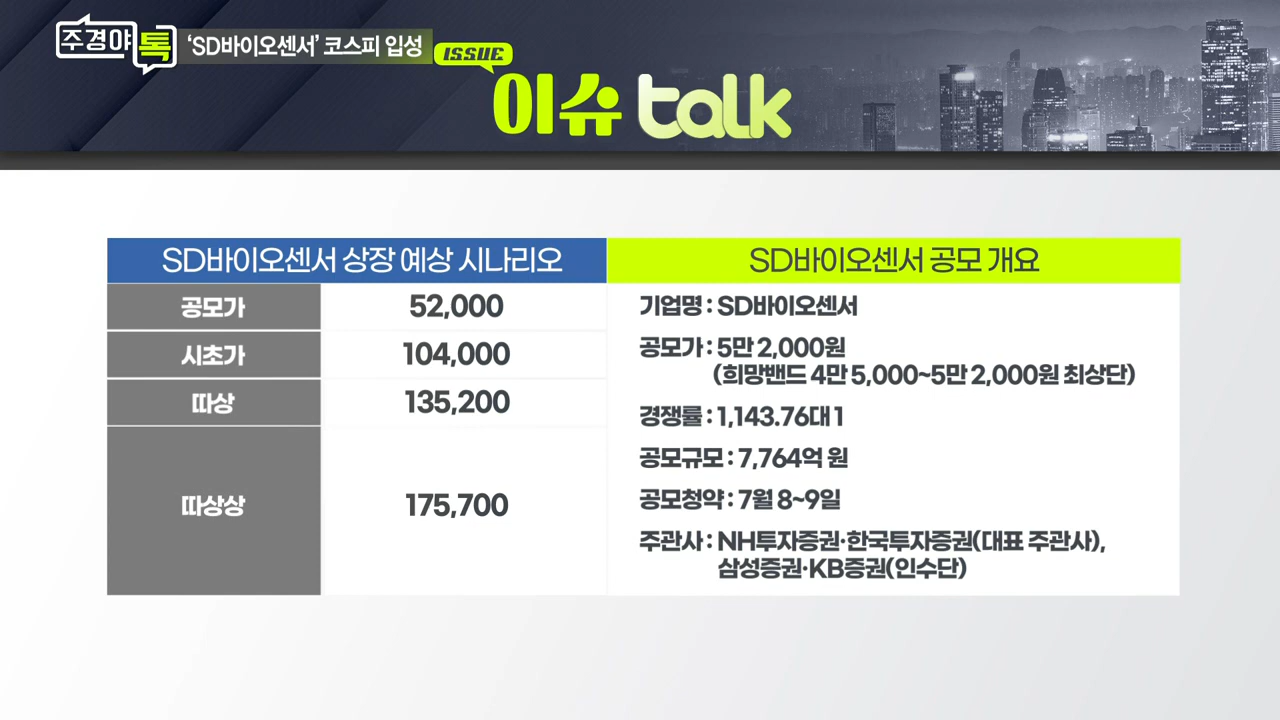 주경야톡
'SD바이오센서' 코스피 입성
ISSUE
이슈 talk
SD바이오센서 상장 예상 시나리오
공모가 52,000
시초가 104,000
따상 135,200
따상상 175,700
SD바이오센서 공모 개요
기업명 : SD바이오센서
공모가 : 5만 2,000원
(희망밴드 4만 5,000~5만 2,000원 최상단)
경쟁률 : 1,143.76대 1
공모규모 : 7,764억 원
공모청약 : 7월 8~9일
주관사 : NH투자증권·한국투자증권(대표 주관사),
삼성증권·KB증권(인수단)